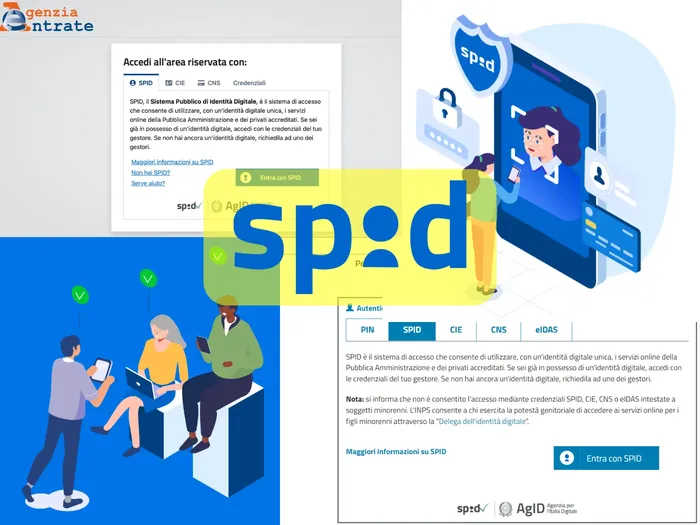 Agenzia
Entrate
Accedi all'area riservata con:
SPID CIE CNS Credenziali
SPID, il Sistema Pubblico di Identità Digitale, è il sistema di accesso
che consente di utilizzare, con un'identità digitale unica, i servizi
online della Pubblica Amministrazione e dei privati accreditati. Se sei
già in possesso di un'identità digitale, accedi con le credenziali del tuo
gestore. Se non hai ancora un'identità digitale, richiedila ad uno dei
gestori.
Maggiori informazioni su SPID
Non hai SPID?
Serve aiuto?
Entra con SPID
spid AgID
spid
spid
Pe
Autenti
PIN SPID CIE CNS eIDAS
SPID è il sistema di accesso che consente di utilizzare, con un'identità digitale unica, i servizi online della
Pubblica Amministrazione e dei privati accreditati. Se sei già in possesso di un'identità digitale, accedi con
le credenziali del tuo gestore. Se non hai ancora un'identità digitale, richiedila ad uno dei gestori.
Nota: si informa che non è consentito l'accesso mediante credenziali SPID, CIE, CNS o eIDAS intestate a
soggetti minorenni. L'INPS consente a chi esercita la potestà genitoriale di accedere ai servizi online per i
figli minorenni attraverso la "Delega dell'identità digitale".
Maggiori informazioni su SPID
Entra con SPID
spid AgID Agenzia per
l'Italia Digitale